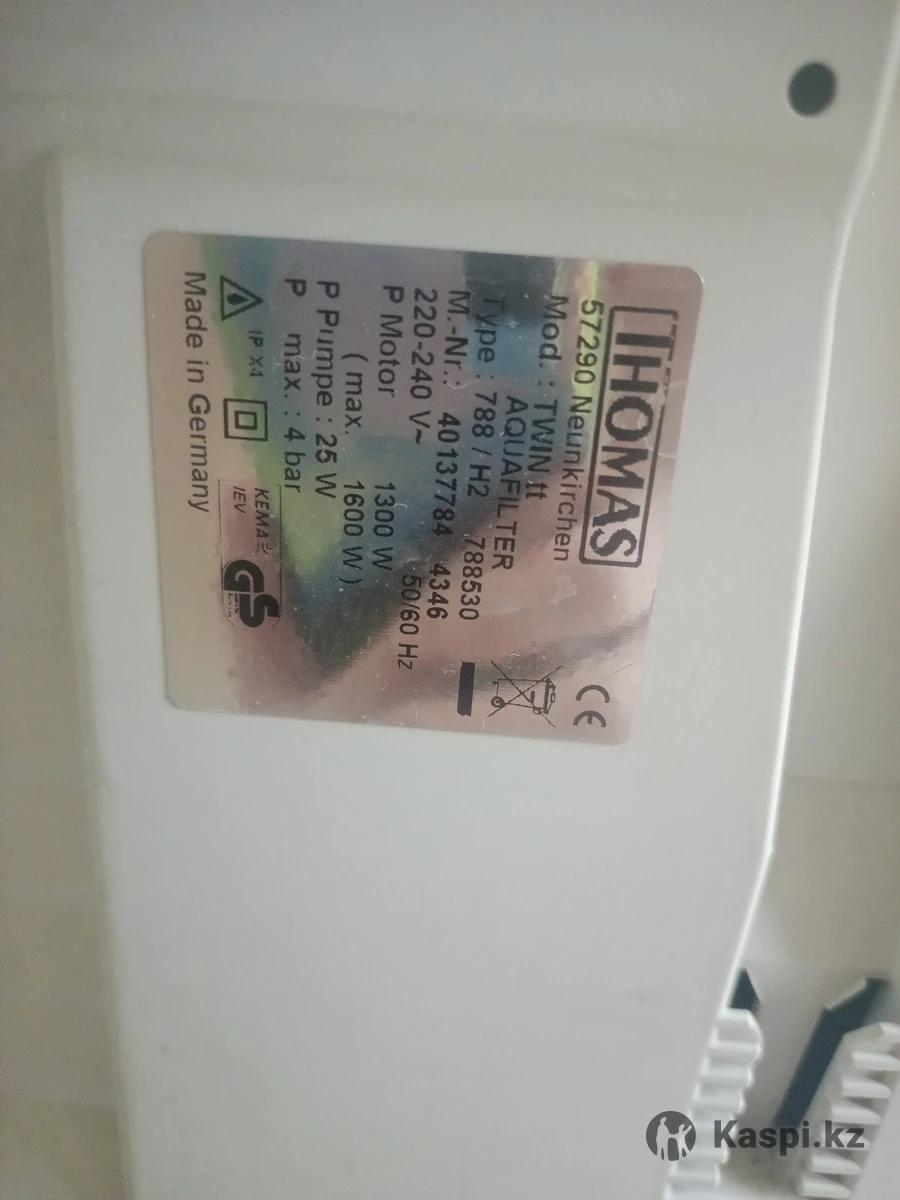 THOMAS
57290 Neunkirchen
CE
Mod. : TWIN tt
AQUAFILTER
Type : 788 / H2 788530
M.-Nr.: 40137784 4346
220-240 V~ 50/60 Hz
P Motor 1300 W
( max. 1600 W )
P Pumpe : 25 W
P max. : 4 bar
IP X4
KEMA
IEV
GS
Made in Germany
Kaspi.kz